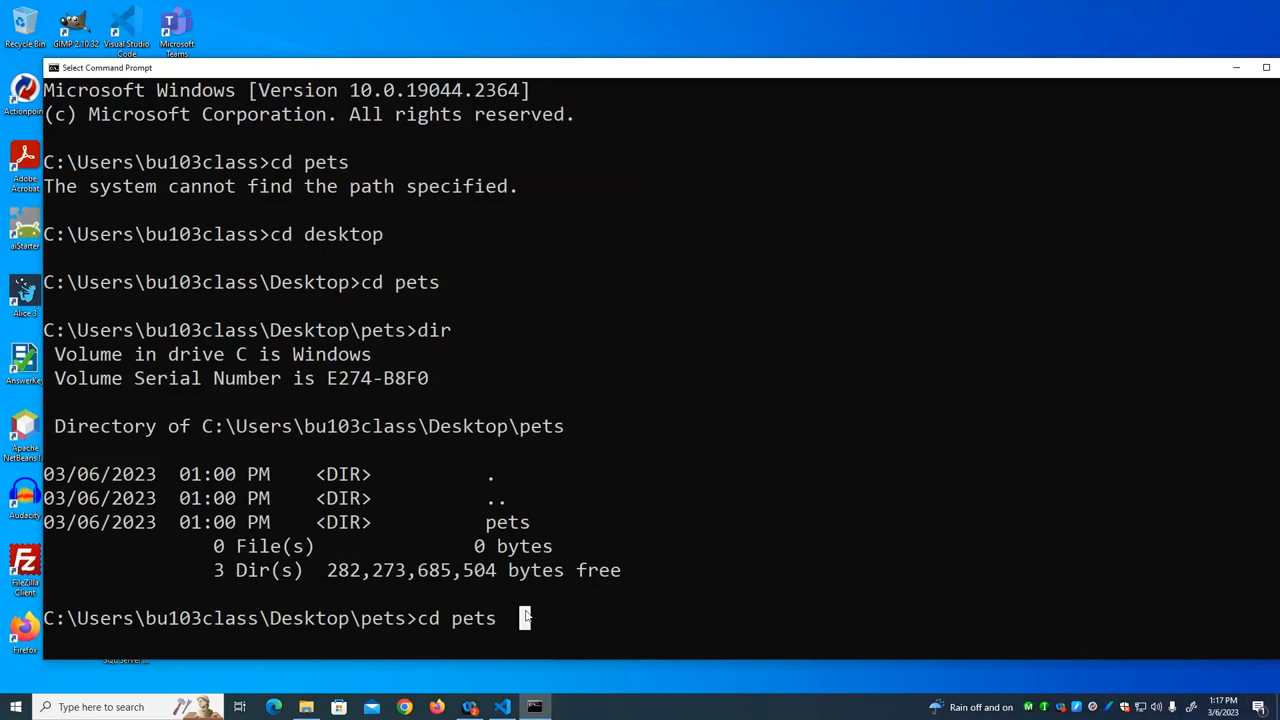 Recycle Bin
GIMP 2.10.32
Visual Studio Code
Microsoft Teams
Select Command Prompt
Actionpoin
Adobe Acrobat
aiStarter
Alice 3
AnswerKey
Apache NetBeans I
Audacity
FileZilla Client
Firefox
Microsoft Windows [Version 10.0.19044.2364]
(c) Microsoft Corporation. All rights reserved.
C:\Users\bu103class>cd pets
The system cannot find the path specified.
C:\Users\bu103class>cd desktop
C:\Users\bu103class\Desktop>cd pets
C:\Users\bu103class\Desktop\pets>dir
Volume in drive C is Windows
Volume Serial Number is E274-B8F0
Directory of C:\Users\bu103class\Desktop\pets
03/06/2023 01:00 PM <DIR> .
03/06/2023 01:00 PM <DIR> ..
03/06/2023 01:00 PM <DIR> pets
0 File(s) 0 bytes
3 Dir(s) 282,273,685,504 bytes free
C:\Users\bu103class\Desktop\pets>cd pets
Type here to search
Rain off and on
1:17 PM
3/6/2023